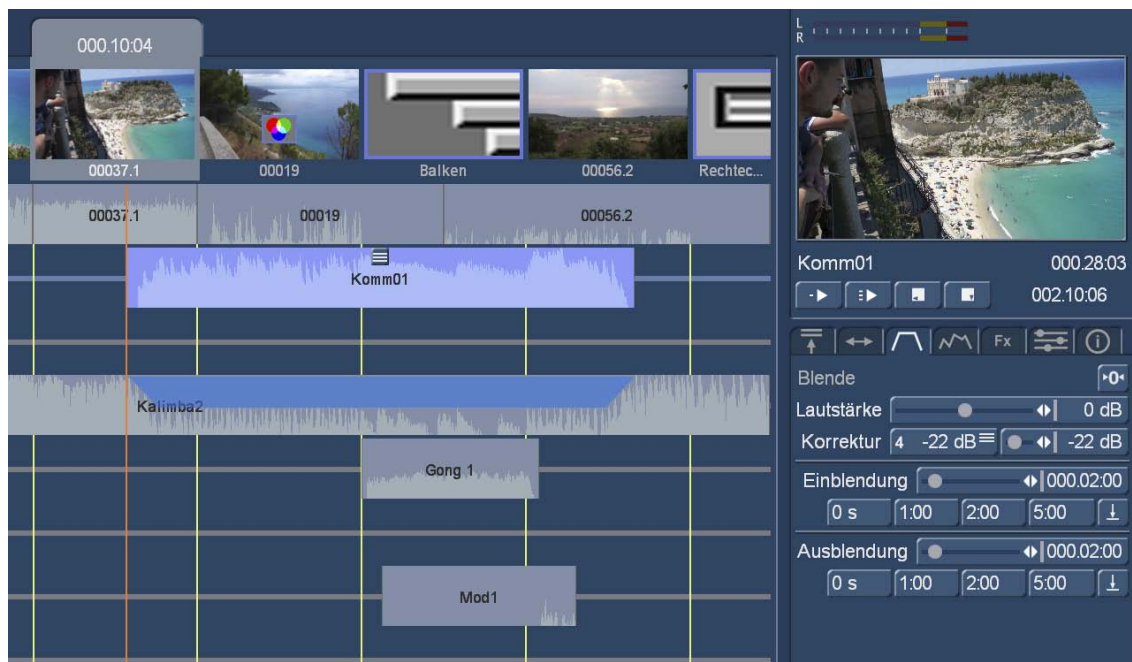 000.10:04
00037.1
00019
Balken
00056.2
Rechtec...
00037.1
00019
00056.2
Komm01
Kalimba2
Gong 1
Mod1
L
R
Komm01 000.28:03
002.10:06
Fx
Blende 0
Lautstärke 0 dB
Korrektur 4 -22 dB -22 dB
Einblendung 000.02:00
0 s 1:00 2:00 5:00
Ausblendung 000.02:00
0 s 1:00 2:00 5:00